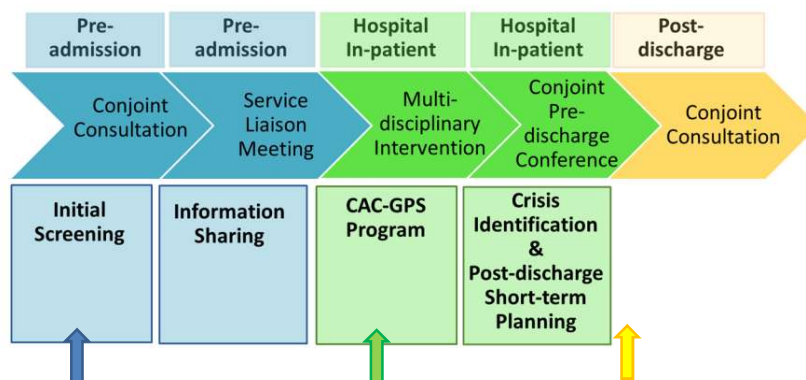 Pre-
admission
Pre-
admission
Hospital
In-patient
Hospital
In-patient
Post-
discharge
Conjoint
Consultation
Service
Liaison
Meeting
Multi-
disciplinary
Intervention
Conjoint
Pre-
discharge
Conference
Conjoint
Consultation
Initial
Screening
Information
Sharing
CAC-GPS
Program
Crisis
Identification
&
Post-discharge
Short-term
Planning